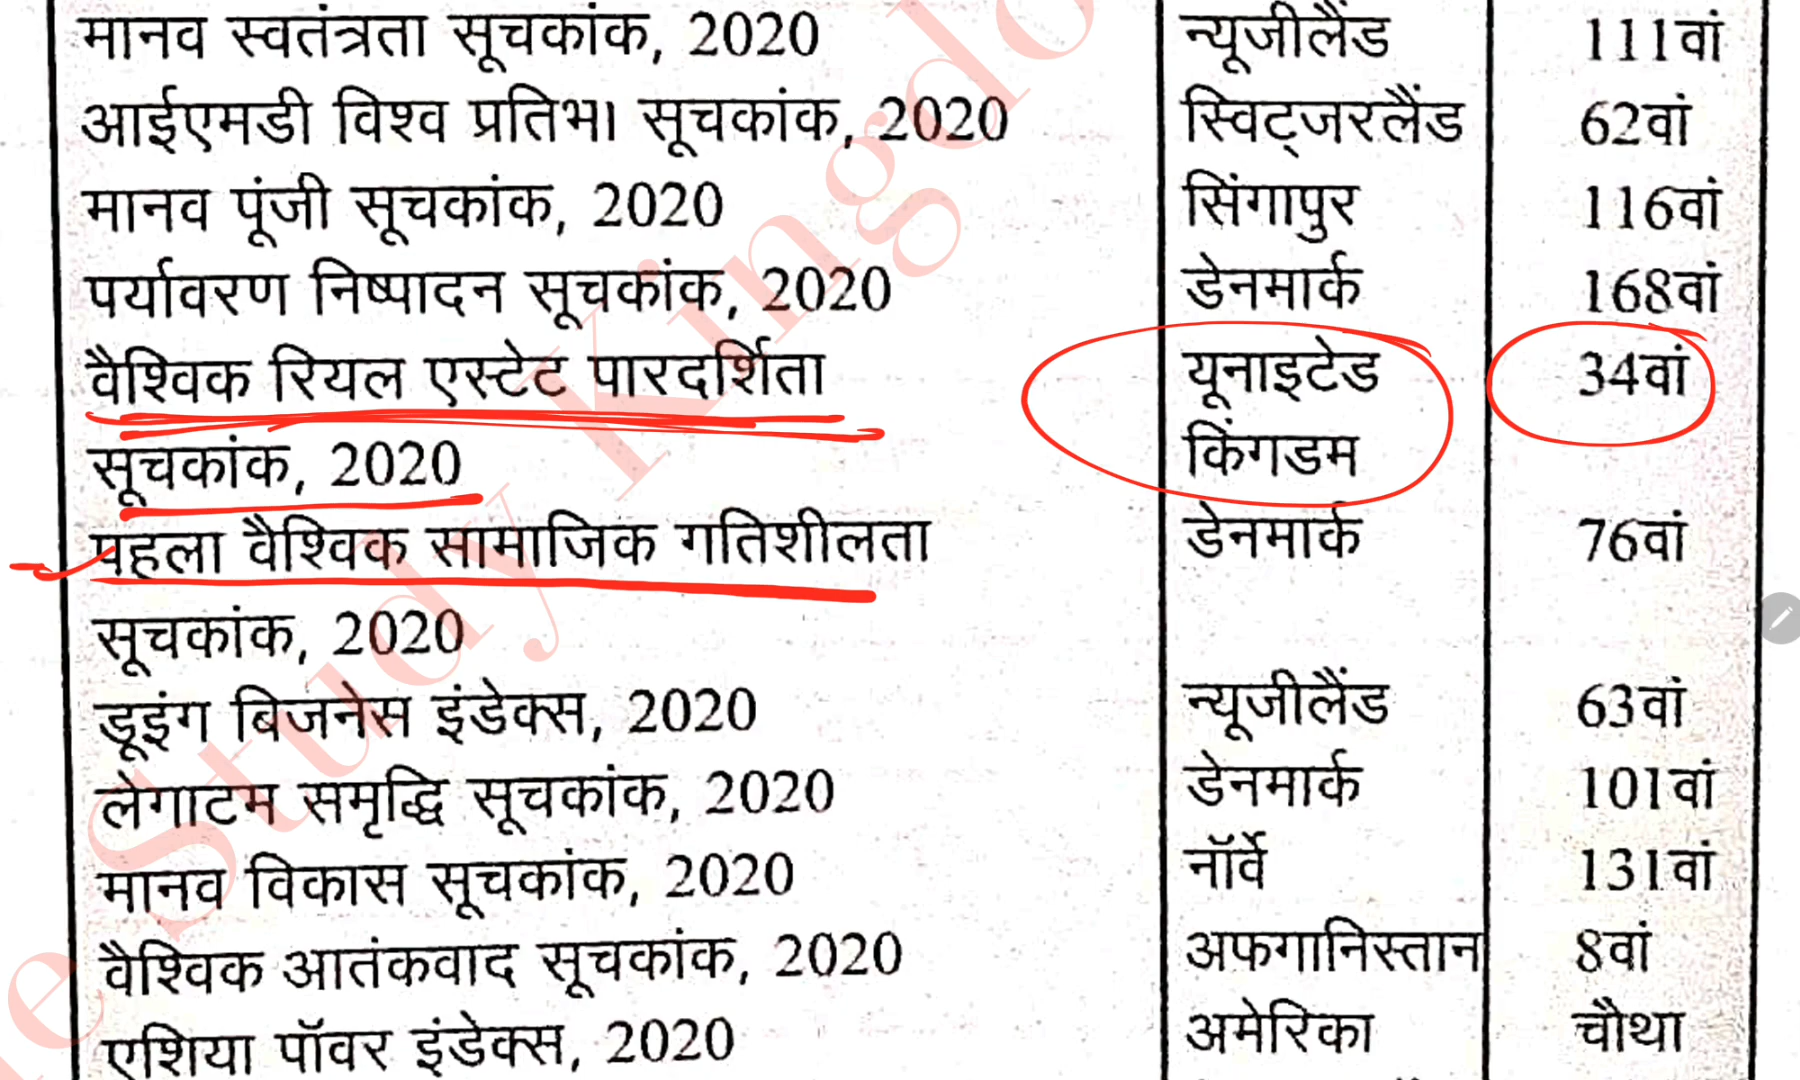 मानव स्वतंत्रता सूचकांक, 2020 न्यूजीलैंड 111वां
आईएमडी विश्व प्रतिभा सूचकांक, 2020 स्विट्जरलैंड 62वां
मानव पूंजी सूचकांक, 2020 सिंगापुर 116वां
पर्यावरण निष्पादन सूचकांक, 2020 डेनमार्क 168वां
वैश्विक रियल एस्टेट पारदर्शिता यूनाइटेड 34वां
सूचकांक, 2020 किंगडम
पहला वैश्विक सामाजिक गतिशीलता डेनमार्क 76वां
सूचकांक, 2020
डूइंग बिजनेस इंडेक्स, 2020 न्यूजीलैंड 63वां
लेगाटम समृद्धि सूचकांक, 2020 डेनमार्क 101वां
मानव विकास सूचकांक, 2020 नॉर्वे 131वां
वैश्विक आतंकवाद सूचकांक, 2020 अफगानिस्तान 8वां
एशिया पॉवर इंडेक्स, 2020 अमेरिका चौथा
Study